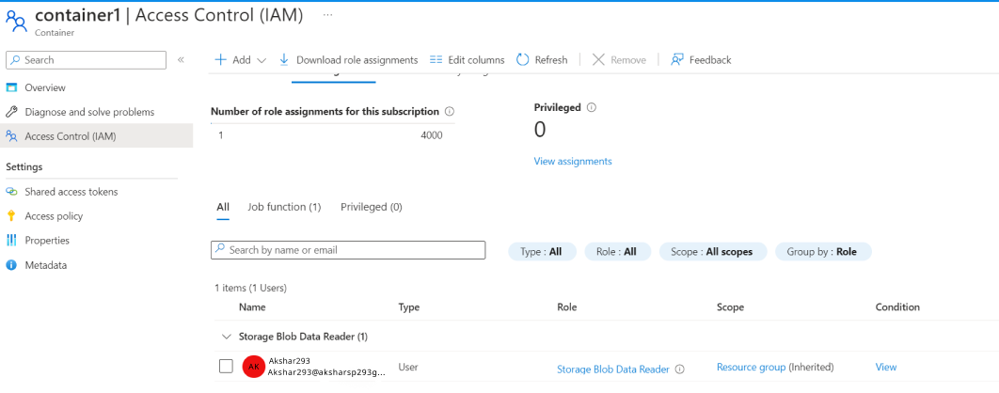 container1 | Access Control (IAM) ...
Container
Search «
Add Download role assignments Edit columns Refresh Remove Feedback
Overview
Diagnose and solve problems
Access Control (IAM)
Settings
Shared access tokens
Access policy
Properties
Metadata
Number of role assignments for this subscription
1 4000
Privileged
0
View assignments
All Job function (1) Privileged (0)
Search by name or email
Type : All Role : All Scope : All scopes Group by : Role
1 items (1 Users)
Name Type Role Scope Condition
Storage Blob Data Reader (1)
AK
Akshar293
Akshar293@aksharsp293g...
User Storage Blob Data Reader Resource group (Inherited) View